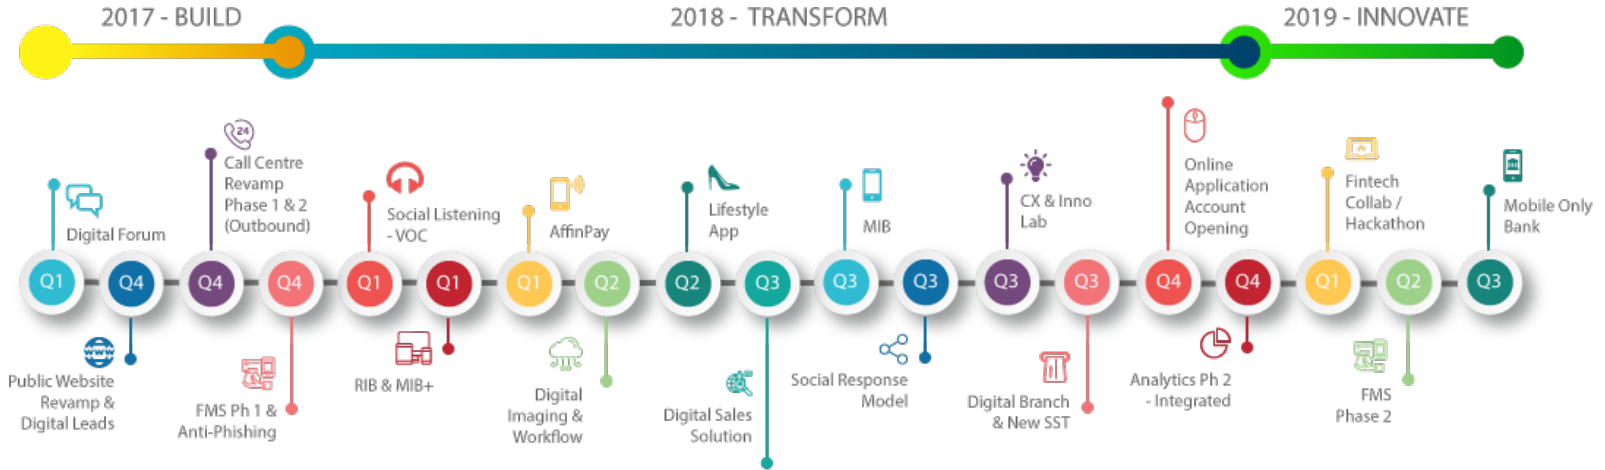 2017 - BUILD
2018 - TRANSFORM
2019 - INNOVATE
24
Call Centre
Revamp
Phase 1 & 2
(Outbound)
Digital Forum
Social Listening
- VOC
AffinPay
Lifestyle
App
MIB
CX & Inno
Lab
Online
Application
Account
Opening
Fintech
Collab /
Hackathon
Mobile Only
Bank
Q1
Q4
Q4
Q4
Q1
Q1
Q1
Q2
Q2
Q3
Q3
Q3
Q3
Q3
Q4
Q4
Q1
Q2
Q3
www
Public Website
Revamp &
Digital Leads
FMS Ph 1 &
Anti-Phishing
RIB & MIB+
Digital
Imaging &
Workflow
Digital Sales
Solution
Social Response
Model
Digital Branch
& New SST
Analytics Ph 2
- Integrated
FMS
Phase 2